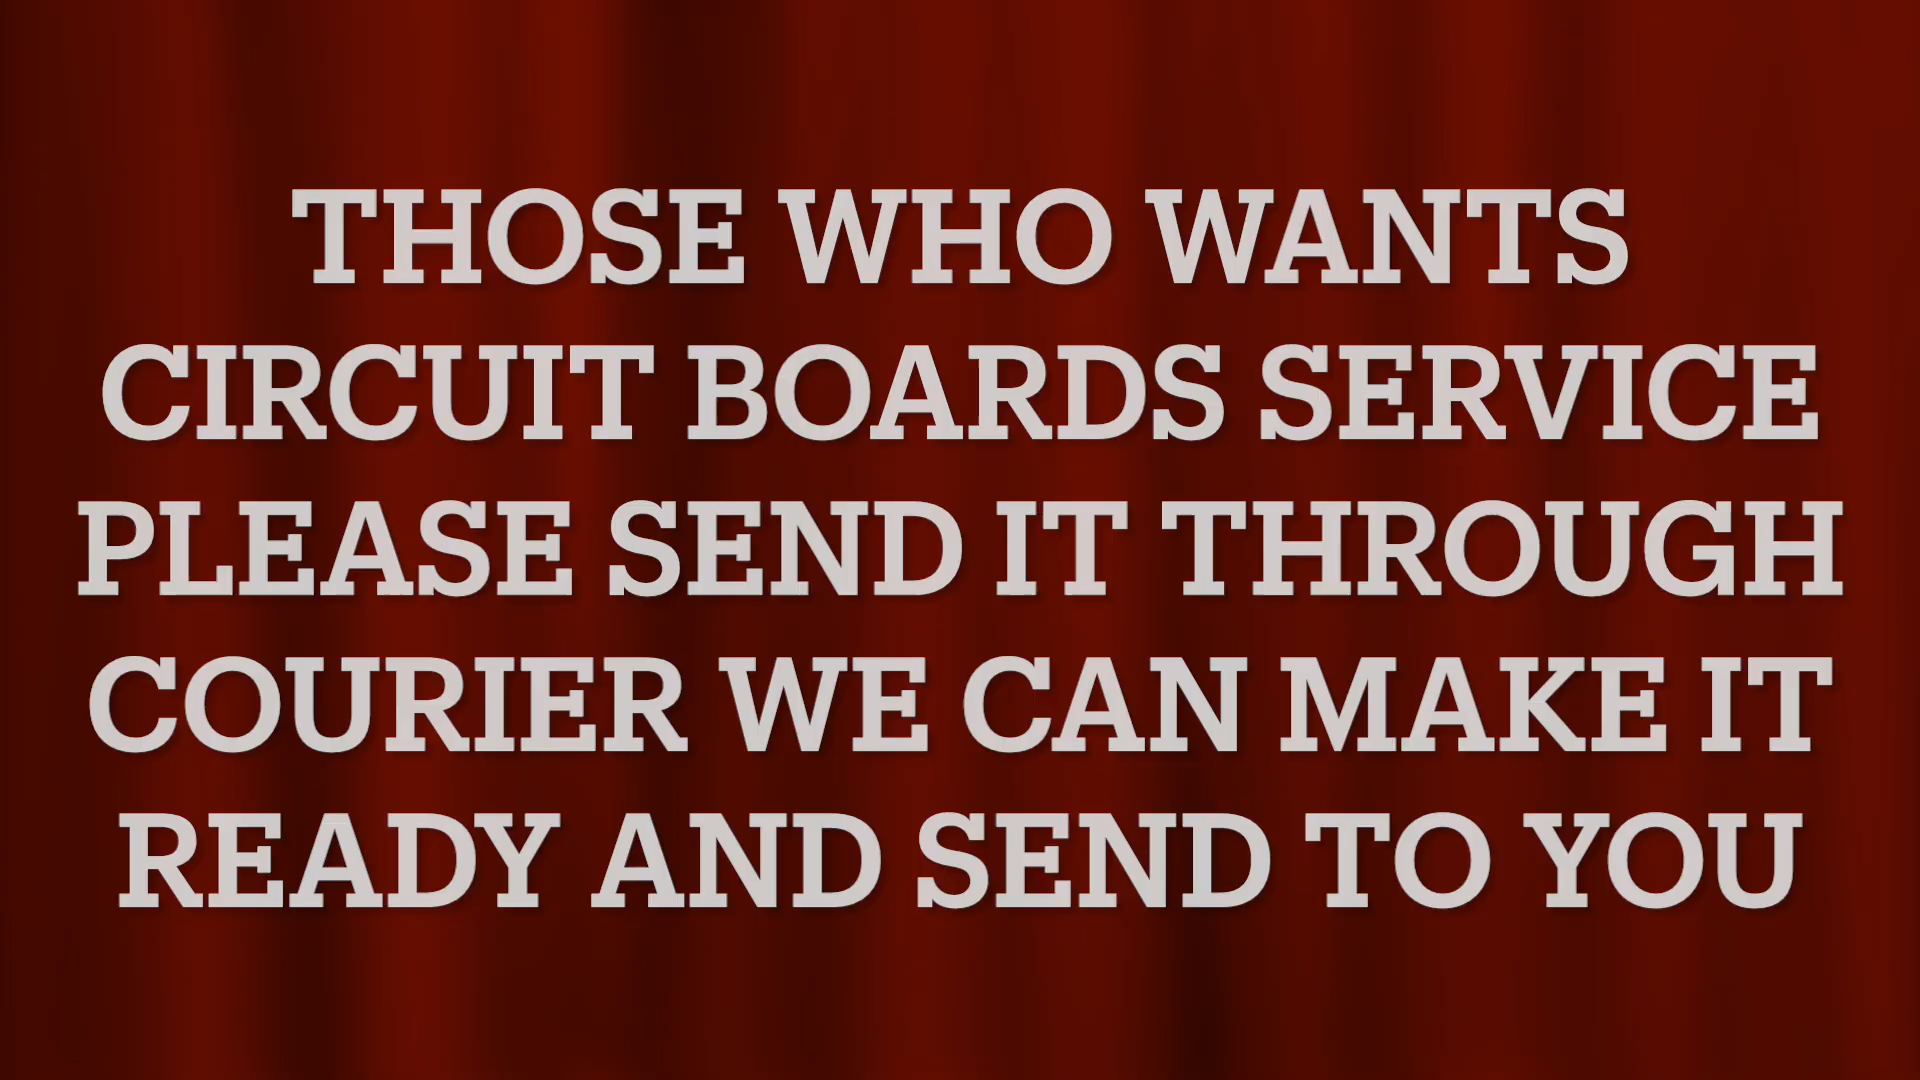 THOSE WHO WANTS
CIRCUIT BOARDS SERVICE
PLEASE SEND IT THROUGH
COURIER WE CAN MAKE IT
READY AND SEND TO YOU